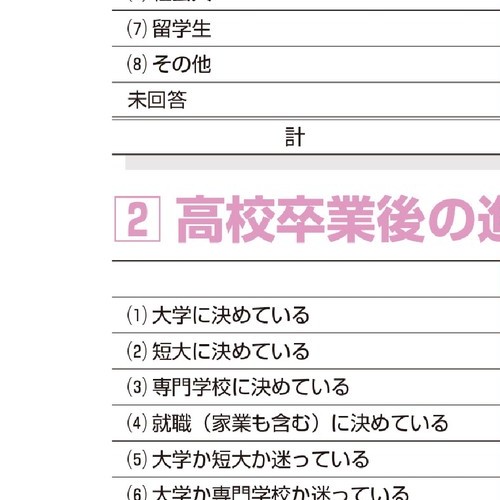 (7) 留学生
(8) その他
未回答
計
2 高校卒業後の進
(1) 大学に決めている
(2) 短大に決めている
(3) 専門学校に決めている
(4) 就職（家業も含む）に決めている
(5) 大学か短大か迷っている
(6) 大学か専門学校か迷っている